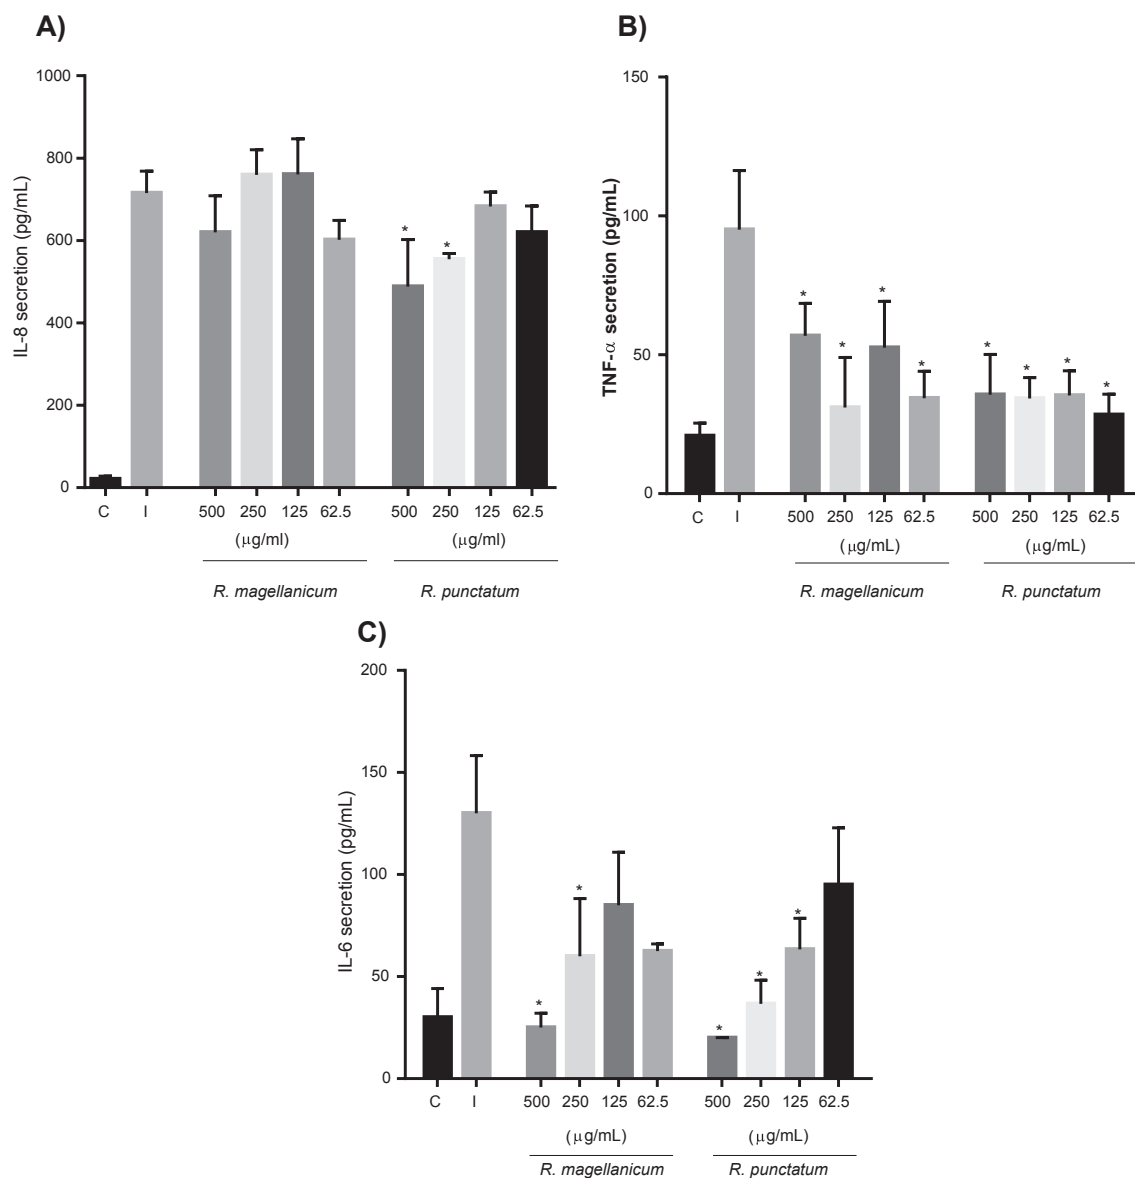 A)
1000
800
600
400
200
0
IL-8 secretion (pg/mL)
C I 500 250 125 62.5 500 250 125 62.5
(μg/ml) (μg/ml)
R. magellanicum R. punctatum
* *
B)
150
100
50
0
TNF-α secretion (pg/mL)
C I 500 250 125 62.5 500 250 125 62.5
(μg/mL) (μg/mL)
R. magellanicum R. punctatum
* * * * * * * *
C)
200
150
100
50
0
IL-6 secretion (pg/mL)
C I 500 250 125 62.5 500 250 125 62.5
(μg/mL) (μg/mL)
R. magellanicum R. punctatum
* * * * *